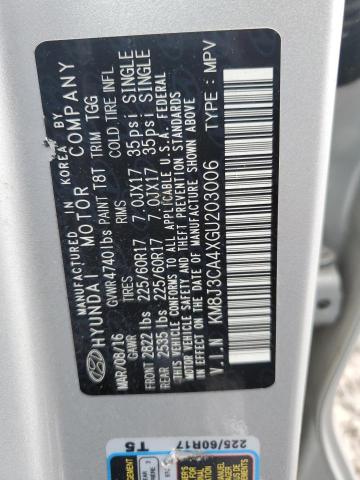 MANUFACTURED IN KOREA BY
HYUNDAI MOTOR COMPANY
GVWR4740lbs PAINT T8T TRIM TGG
MAR/08/16 TIRES RIMS COLD TIRE INFL.
GAWR
FRONT 2822 lbs 225/60R17 7.0JX17 35psi SINGLE
REAR 2535 lbs 225/60R17 7.0JX17 35psi SINGLE
THIS VEHICLE CONFORMS TO ALL APPLICABLE U.S.A. FEDERAL
MOTOR VEHICLE SAFETY AND THEFT PREVENTION STANDARDS
IN EFFECT ON THE DATE OF MANUFACTURE SHOWN ABOVE
V.I.N KM8J3CA4XGU203006 TYPE : MPV
225/60R17